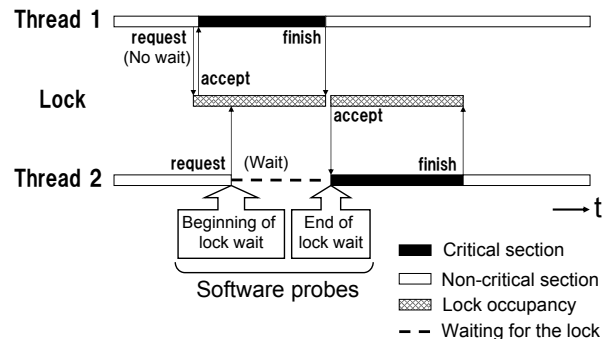 Thread 1
request
(No wait)
finish
accept
Lock
accept
request
(Wait)
finish
Thread 2
t
Beginning of
lock wait
End of
lock wait
Software probes
Critical section
Non-critical section
Lock occupancy
Waiting for the lock